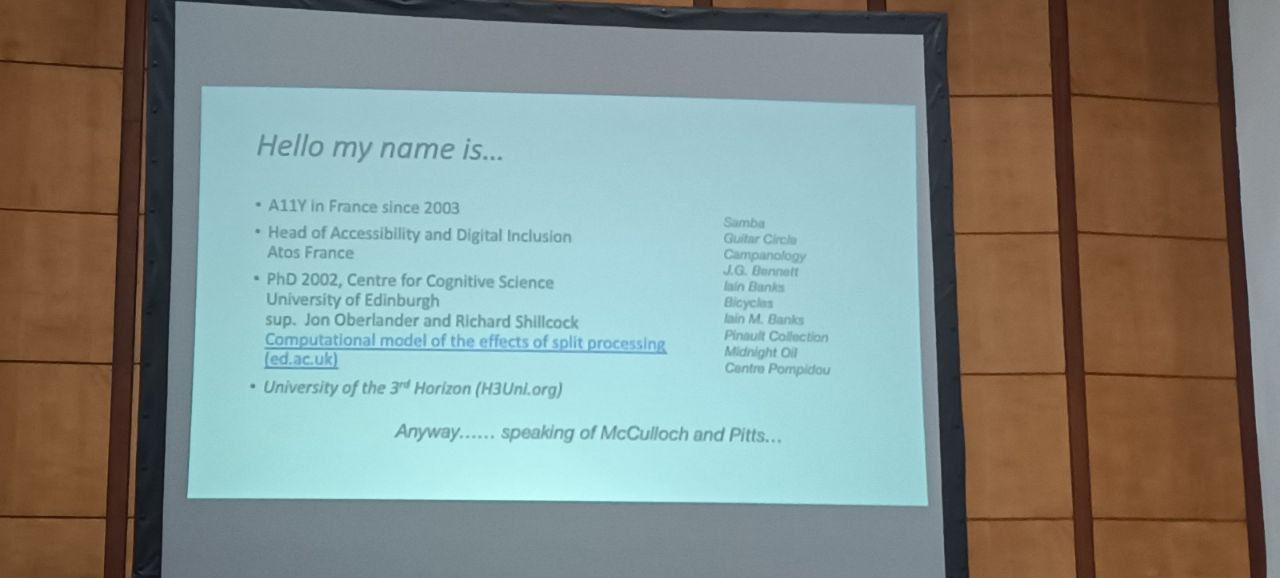 Hello my name is...
• A11Y in France since 2003
• Head of Accessibility and Digital Inclusion
Atos France
• PhD 2002, Centre for Cognitive Science
University of Edinburgh
sup. Jon Oberlander and Richard Shillcock
Computational model of the effects of split processing
(ed.ac.uk)
• University of the 3rd Horizon (H3Uni.org)
Samba
Guitar Circle
Campanology
J.G. Bennett
Iain Banks
Bicycles
Iain M. Banks
Pinault Collection
Midnight Oil
Centre Pompidou
Anyway...... speaking of McCulloch and Pitts...